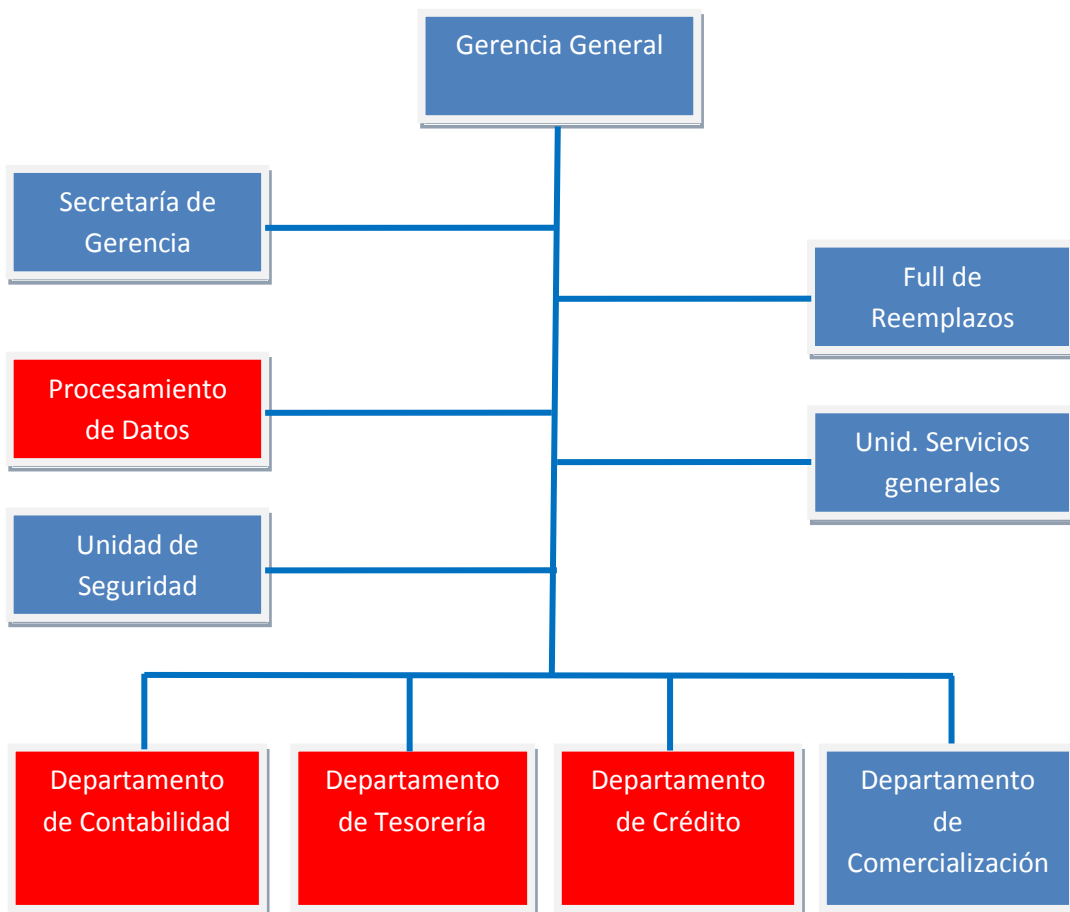 Gerencia General
Secretaría de
Gerencia
Full de
Reemplazos
Procesamiento
de Datos
Unid. Servicios
generales
Unidad de
Seguridad
Departamento
de Contabilidad
Departamento
de Tesorería
Departamento
de Crédito
Departamento
de
Comercialización